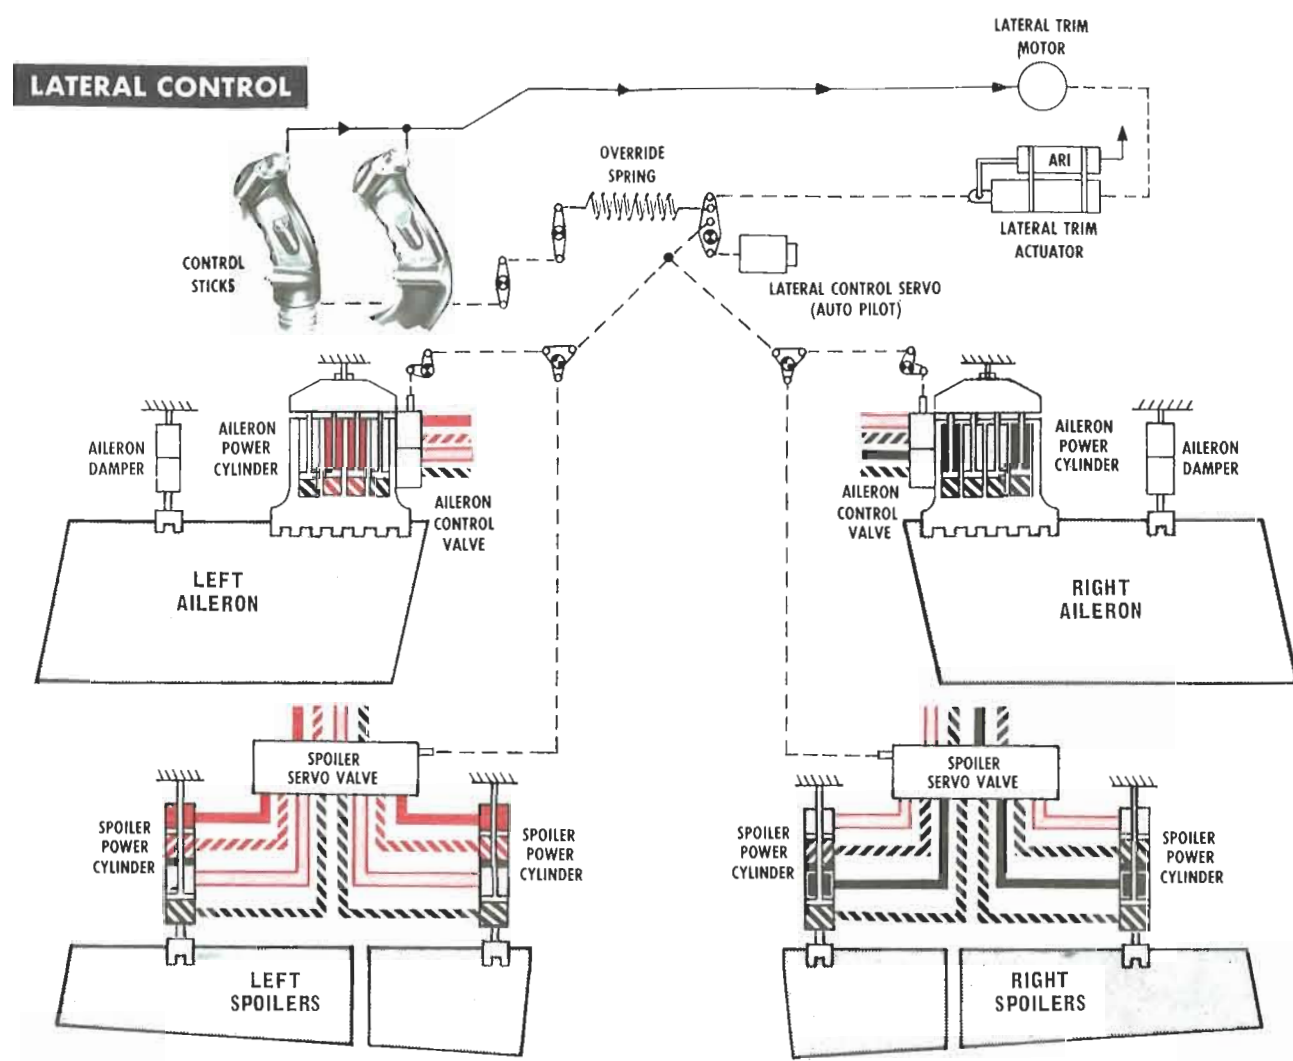 LATERAL CONTROL
LATERAL TRIM
MOTOR
OVERRIDE
SPRING
ARI
LATERAL TRIM
ACTUATOR
CONTROL
STICKS
LATERAL CONTROL SERVO
(AUTO PILOT)
AILERON
DAMPER
AILERON
POWER
CYLINDER
AILERON
CONTROL
VALVE
AILERON
CONTROL
VALVE
AILERON
POWER
CYLINDER
AILERON
DAMPER
LEFT
AILERON
RIGHT
AILERON
SPOILER
SERVO VALVE
SPOILER
SERVO VALVE
SPOILER
POWER
CYLINDER
SPOILER
POWER
CYLINDER
SPOILER
POWER
CYLINDER
SPOILER
POWER
CYLINDER
LEFT
SPOILERS
RIGHT
SPOILERS